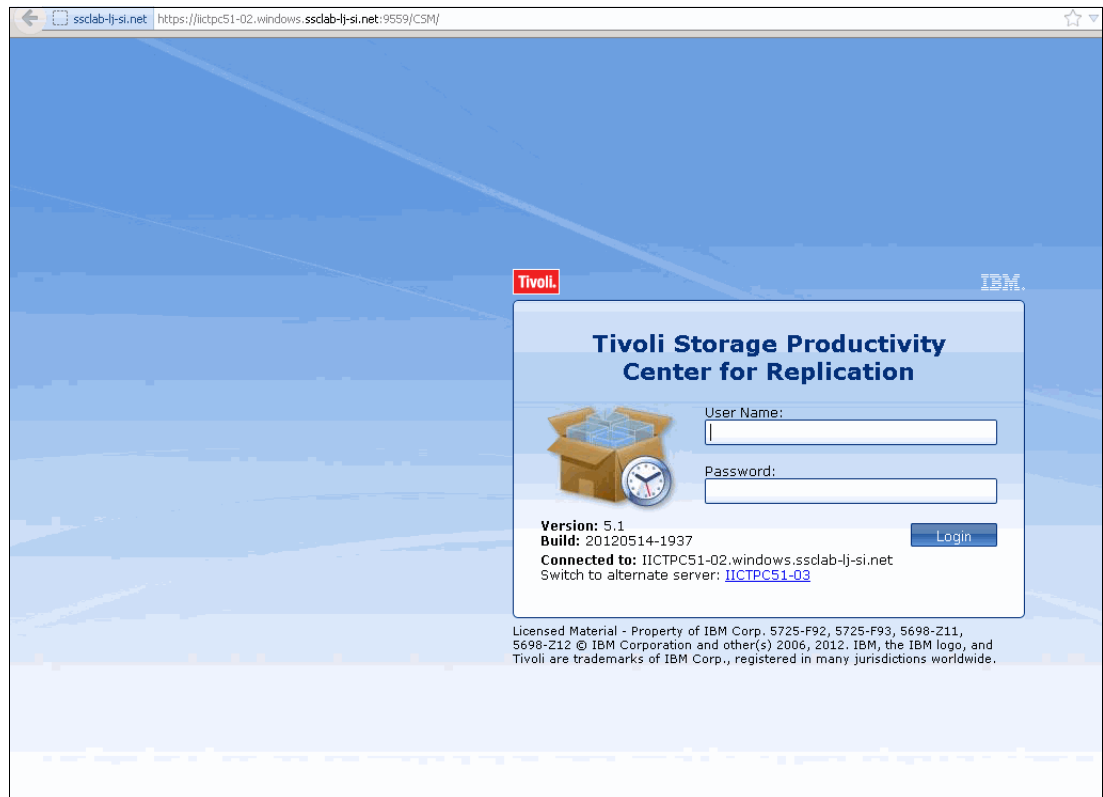 ssclab-lj-si.net https://iictpc51-02.windows.ssclab-lj-si.net:9559/CSM/
Tivoli. IBM.
Tivoli Storage Productivity
Center for Replication
User Name:
Password:
Version: 5.1
Build: 20120514-1937
Login
Connected to: IICTPC51-02.windows.ssclab-lj-si.net
Switch to alternate server: IICTPC51-03
Licensed Material - Property of IBM Corp. 5725-F92, 5725-F93, 5698-Z11,
5698-Z12 © IBM Corporation and other(s) 2006, 2012. IBM, the IBM logo, and
Tivoli are trademarks of IBM Corp., registered in many jurisdictions worldwide.